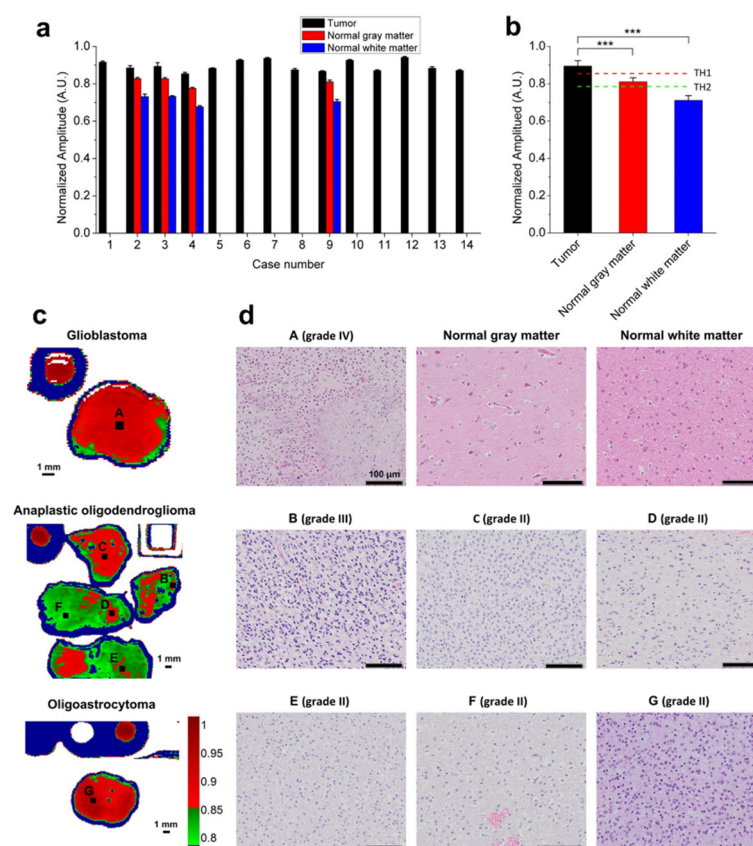 a
Tumor
Normal gray matter
Normal white matter
Normalized Amplitude (A.U.)
1.0
0.8
0.6
0.4
0.2
0.0
1 2 3 4 5 6 7 8 9 10 11 12 13 14
Case number
b
*** 
***
TH1
TH2
Normalized Amplitued (A.U.)
1.0
0.8
0.6
0.4
0.2
0.0
Tumor
Normal gray matter
Normal white matter
c
Glioblastoma
A
1 mm
Anaplastic oligodendroglioma
C
B
F
D
E
1 mm
Oligoastrocytoma
G
1 mm
1
0.95
0.9
0.85
0.8
d
A (grade IV)
Normal gray matter
Normal white matter
100 µm
B (grade III)
C (grade II)
D (grade II)
E (grade II)
F (grade II)
G (grade II)